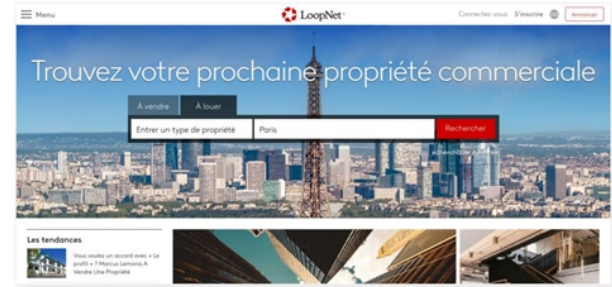 Menu
LoopNet
Connectez-vous S'inscrire
Annoncer
Trouvez votre prochaine propriété commerciale
À vendre À louer
Entrer un type de propriété Paris Rechercher
Les tendances
Vous voulez un accord avec « Le
profit » ? Marcus Lemonis A
Vendre Une Propriété